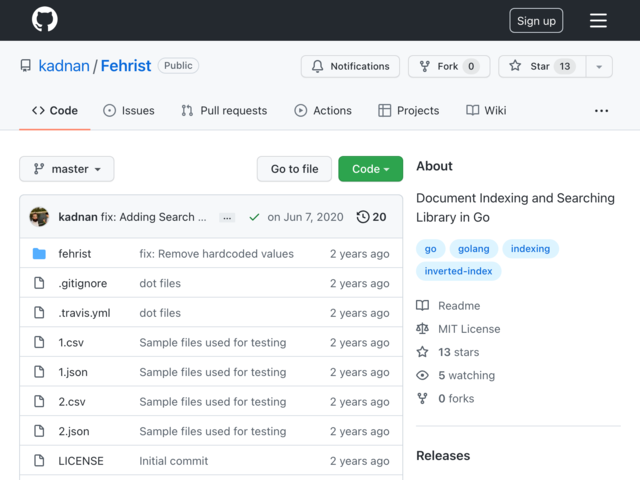 Sign up
kadnan / Fehrist Public
Notifications Fork 0 Star 13
Code Issues Pull requests Actions Projects Wiki ...
master Go to file Code
kadnan fix: Adding Search ... ... on Jun 7, 2020 20
fehrist fix: Remove hardcoded values 2 years ago
.gitignore dot files 2 years ago
.travis.yml dot files 2 years ago
1.csv Sample files used for testing 2 years ago
1.json Sample files used for testing 2 years ago
2.csv Sample files used for testing 2 years ago
2.json Sample files used for testing 2 years ago
LICENSE Initial commit 2 years ago
About
Document Indexing and Searching
Library in Go
go golang indexing
inverted-index
Readme
MIT License
13 stars
5 watching
0 forks
Releases